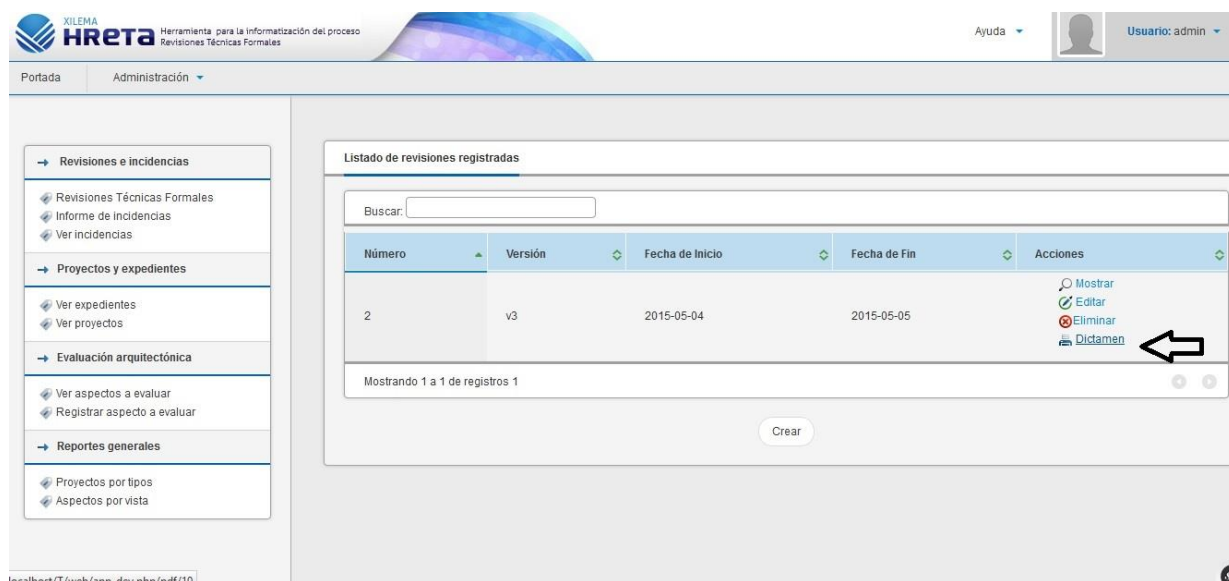 XILEMA
HRETA Herramienta para la informatización del proceso
Revisiones Técnicas Formales
Ayuda
Usuario: admin
Portada
Administración
Revisiones e incidencias
Revisiones Técnicas Formales
Informe de incidencias
Ver incidencias
Proyectos y expedientes
Ver expedientes
Ver proyectos
Evaluación arquitectónica
Ver aspectos a evaluar
Registrar aspecto a evaluar
Reportes generales
Proyectos por tipos
Aspectos por vista
Listado de revisiones registradas
Buscar:
Número Versión Fecha de Inicio Fecha de Fin Acciones
2 v3 2015-05-04 2015-05-05
Mostrar
Editar
Eliminar
Dictamen
Mostrando 1 a 1 de registros 1
Crear